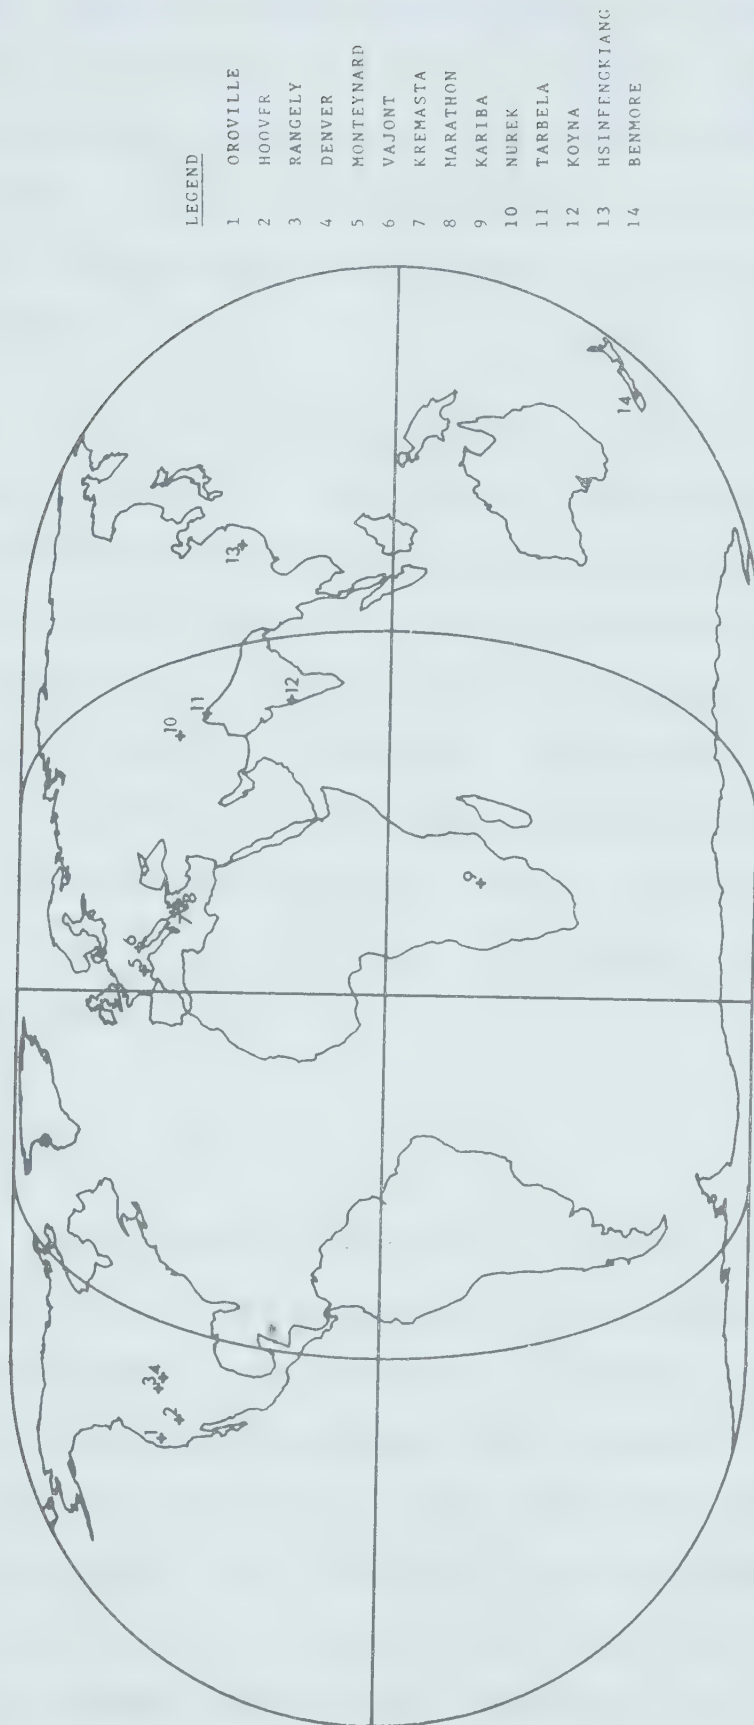 LEGEND
1 OROVILLE
2 HOOVER
3 RANGELY
4 DENVER
5 MONTEYNARD
6 VAJONT
7 KREMASTA
8 MARATHON
9 KARIBA
10 NUREK
11 TARBELA
12 KOYNA
13 HSINFENGKIANG
14 BENMORE
1
2
3
4
5
6
7
8
9
10
11
12
13
14